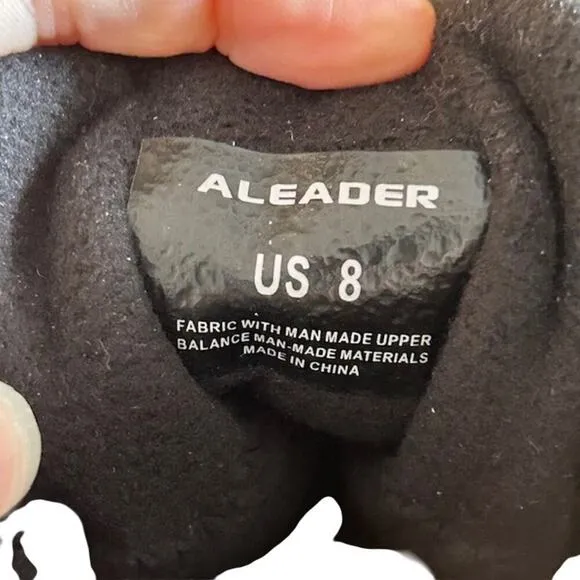 ALEADER
US 8
FABRIC WITH MAN MADE UPPER
BALANCE MAN-MADE MATERIALS
MADE IN CHINA